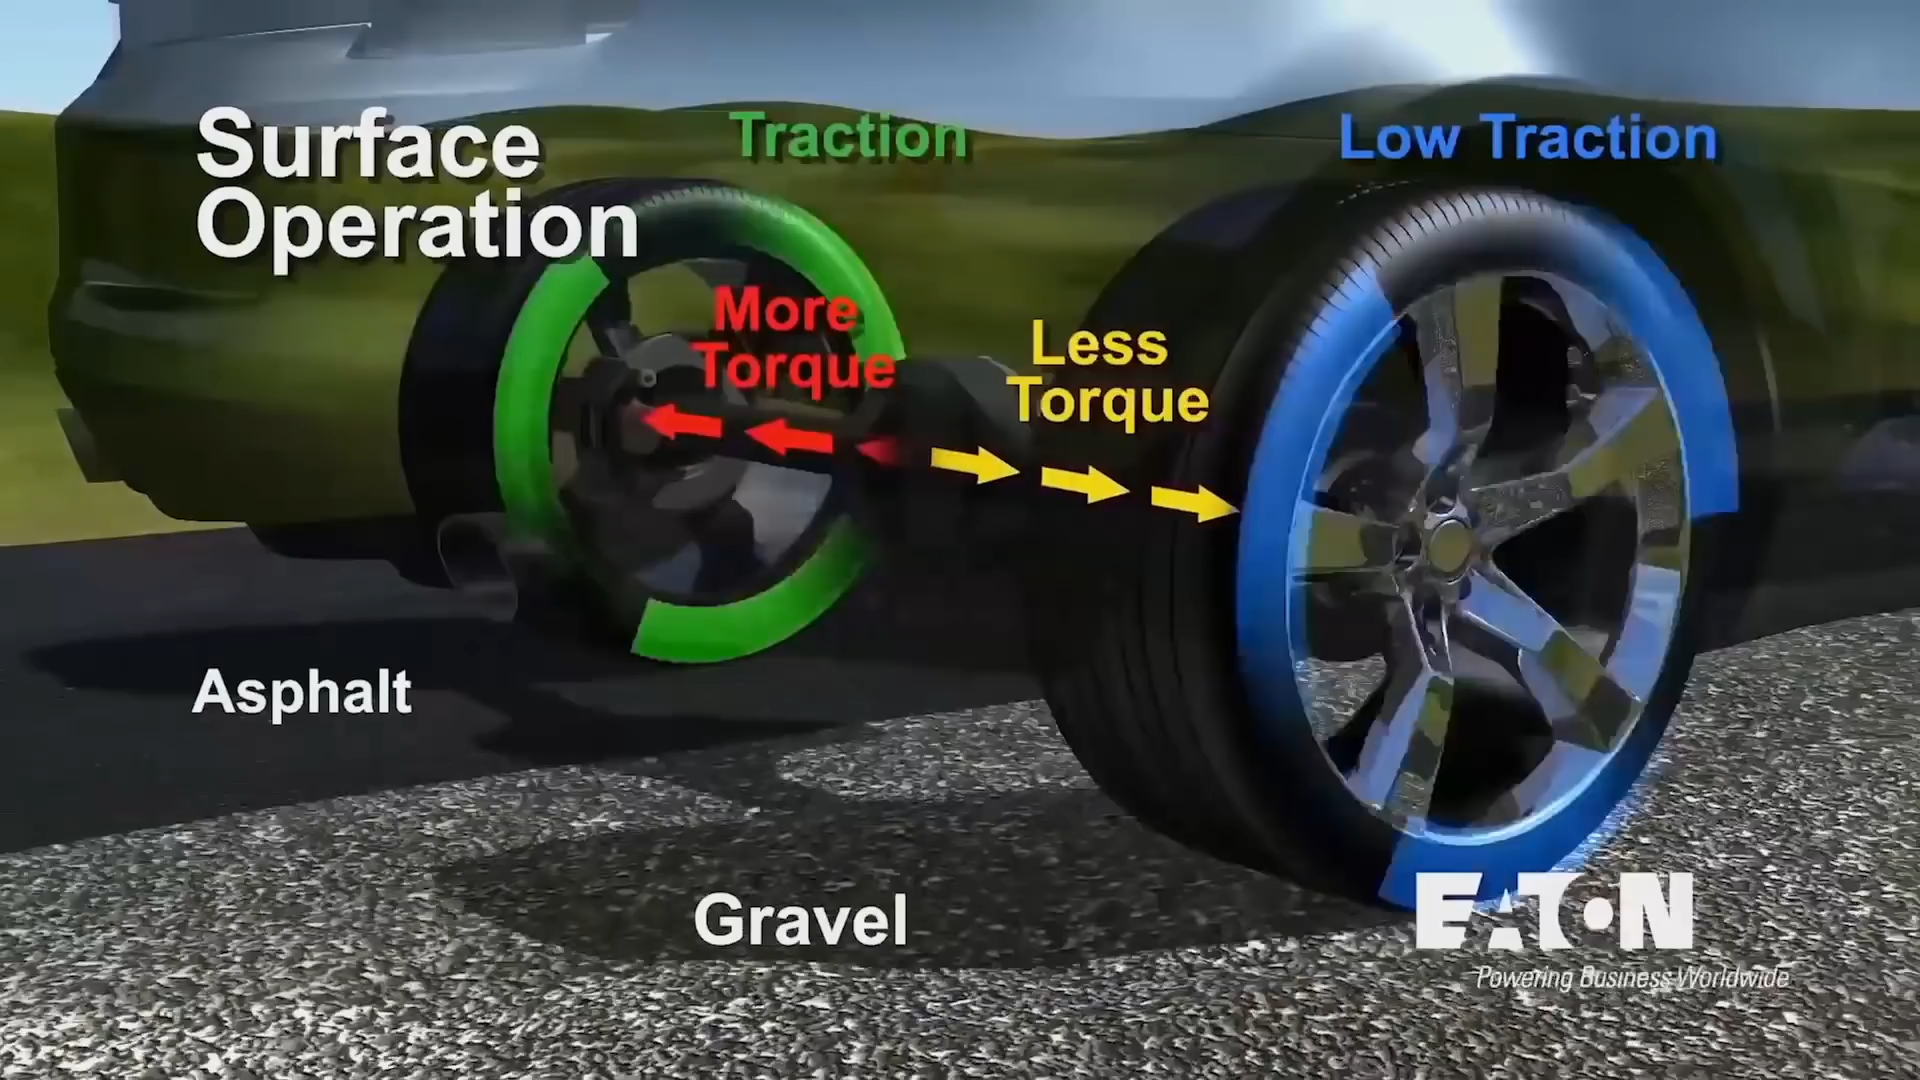 Surface
Operation
Traction
Low Traction
More
Torque
Less
Torque
Asphalt
Gravel
EATON
Powering Business Worldwide